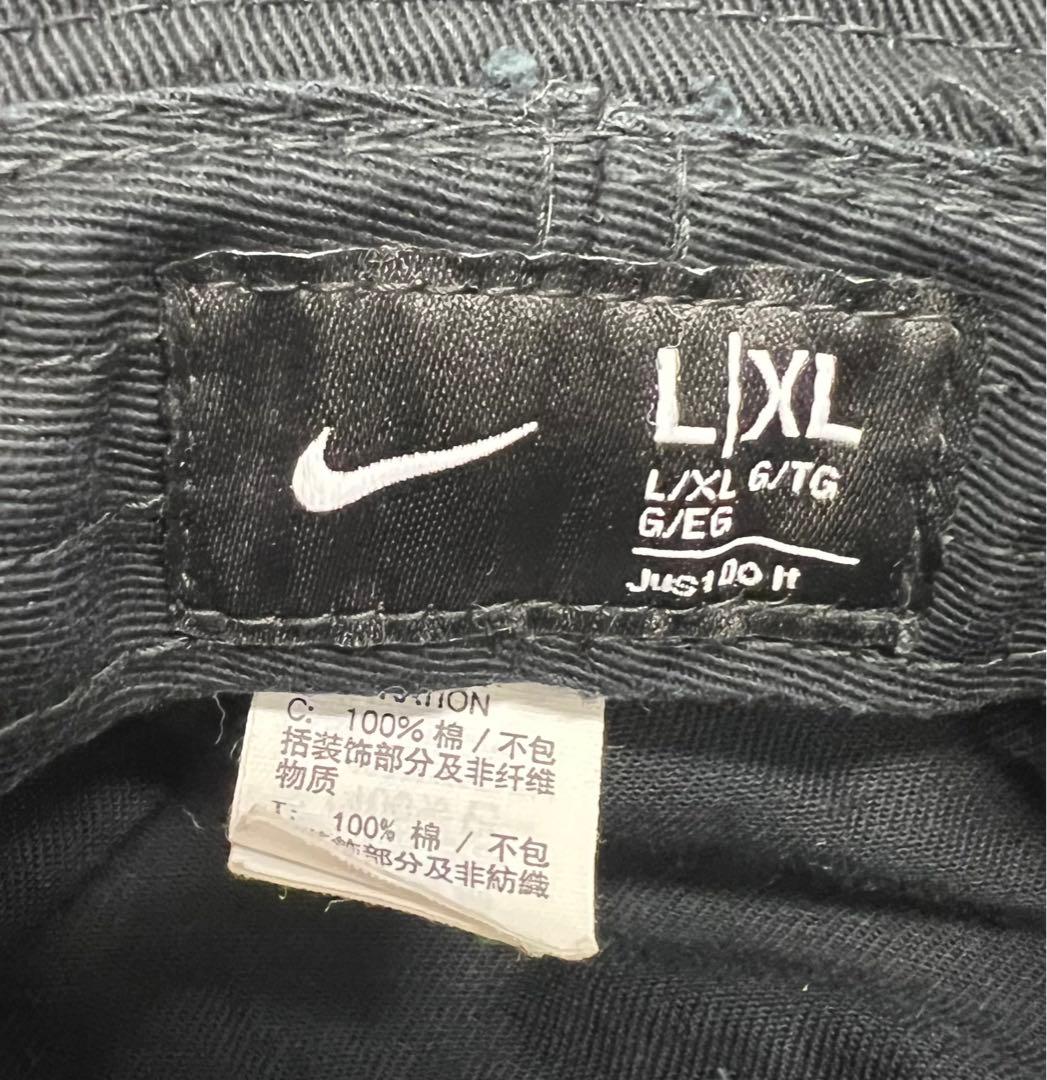 L/XL
L/XL G/TG
G/EG
Just Do It
C: 100% 棉 / 不包
括装饰部分及非纤维
物质
T: 100% 棉 / 不包
飾部分及非紡織